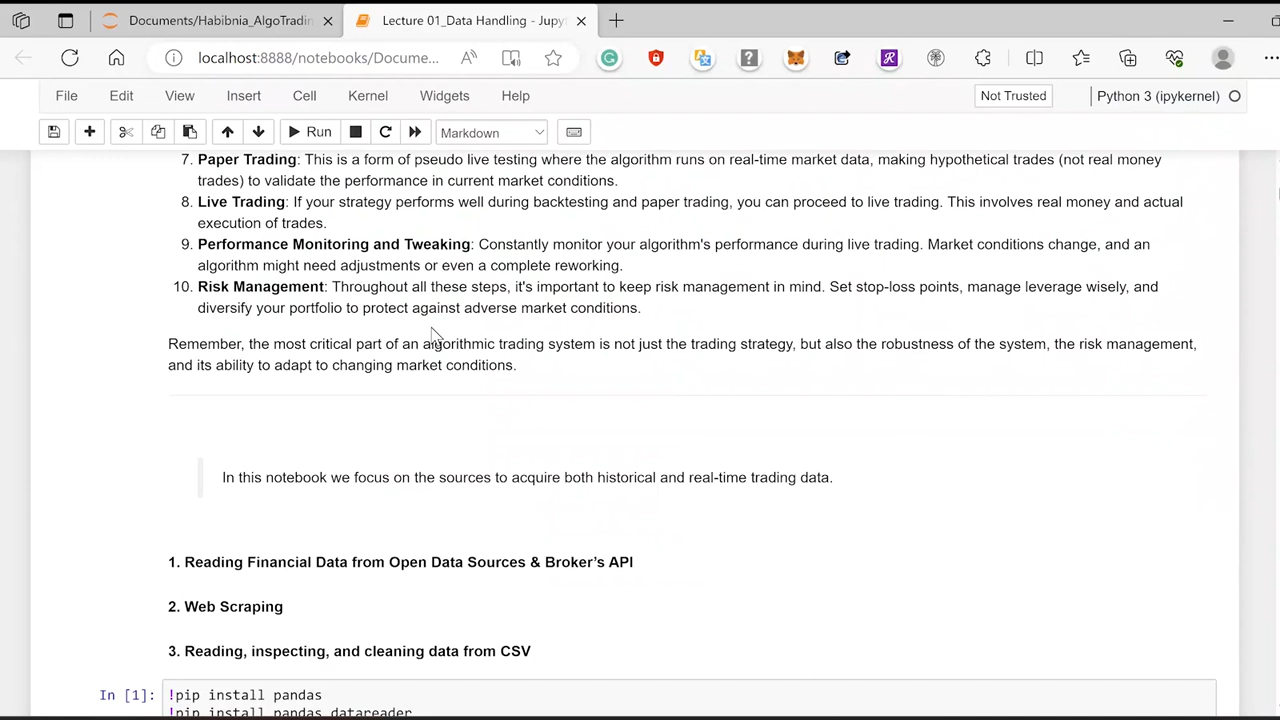 Documents/Habibnia_AlgoTradin
Lecture 01_Data Handling - Jupyt
localhost:8888/notebooks/Docume...
File Edit View Insert Cell Kernel Widgets Help Not Trusted Python 3 (ipykernel)
Run Markdown
7. Paper Trading: This is a form of pseudo live testing where the algorithm runs on real-time market data, making hypothetical trades (not real money
trades) to validate the performance in current market conditions.
8. Live Trading: If your strategy performs well during backtesting and paper trading, you can proceed to live trading. This involves real money and actual
execution of trades.
9. Performance Monitoring and Tweaking: Constantly monitor your algorithm's performance during live trading. Market conditions change, and an
algorithm might need adjustments or even a complete reworking.
10. Risk Management: Throughout all these steps, it's important to keep risk management in mind. Set stop-loss points, manage leverage wisely, and
diversify your portfolio to protect against adverse market conditions.
Remember, the most critical part of an algorithmic trading system is not just the trading strategy, but also the robustness of the system, the risk management,
and its ability to adapt to changing market conditions.
In this notebook we focus on the sources to acquire both historical and real-time trading data.
1. Reading Financial Data from Open Data Sources & Broker’s API
2. Web Scraping
3. Reading, inspecting, and cleaning data from CSV
In [1]: !pip install pandas
!pip install pandas_datareader